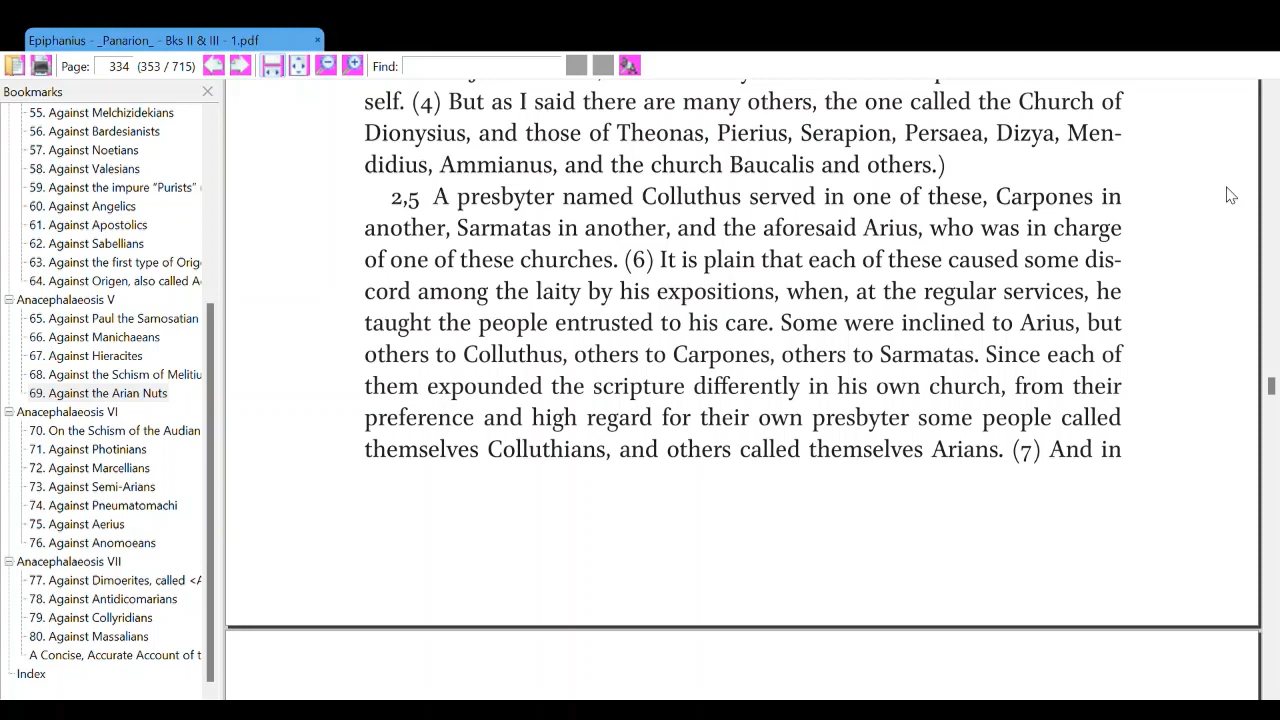 Epiphanius - _Panarion_ - Bks II & III - 1.pdf ×
Page: 334 (353 / 715) Find:
Bookmarks
55. Against Melchizedekians
56. Against Bardesianists
57. Against Noetians
58. Against Valesians
59. Against the impure “Purists”
60. Against Angelics
61. Against Apostolics
62. Against Sabellians
63. Against the first type of Orig
64. Against Origen, also called A
Anacephalaeosis V
65. Against Paul the Samosatian
66. Against Manichaeans
67. Against Hieracites
68. Against the Schism of Melitiu
69. Against the Arian Nuts
Anacephalaeosis VI
70. On the Schism of the Audian
71. Against Photinians
72. Against Marcellians
73. Against Semi-Arians
74. Against Pneumatomachi
75. Against Aerius
76. Against Anomoeans
Anacephalaeosis VII
77. Against Dimoerites, called <A
78. Against Antidicomarians
79. Against Collyridians
80. Against Massalians
A Concise, Accurate Account of t
Index
self. (4) But as I said there are many others, the one called the Church of
Dionysius, and those of Theonas, Pierius, Serapion, Persaea, Dizya, Men-
didius, Ammianus, and the church Baucalis and others.)
2,5 A presbyter named Colluthus served in one of these, Carpones in
another, Sarmatas in another, and the aforesaid Arius, who was in charge
of one of these churches. (6) It is plain that each of these caused some dis-
cord among the laity by his expositions, when, at the regular services, he
taught the people entrusted to his care. Some were inclined to Arius, but
others to Colluthus, others to Carpones, others to Sarmatas. Since each of
them expounded the scripture differently in his own church, from their
preference and high regard for their own presbyter some people called
themselves Colluthians, and others called themselves Arians. (7) And in